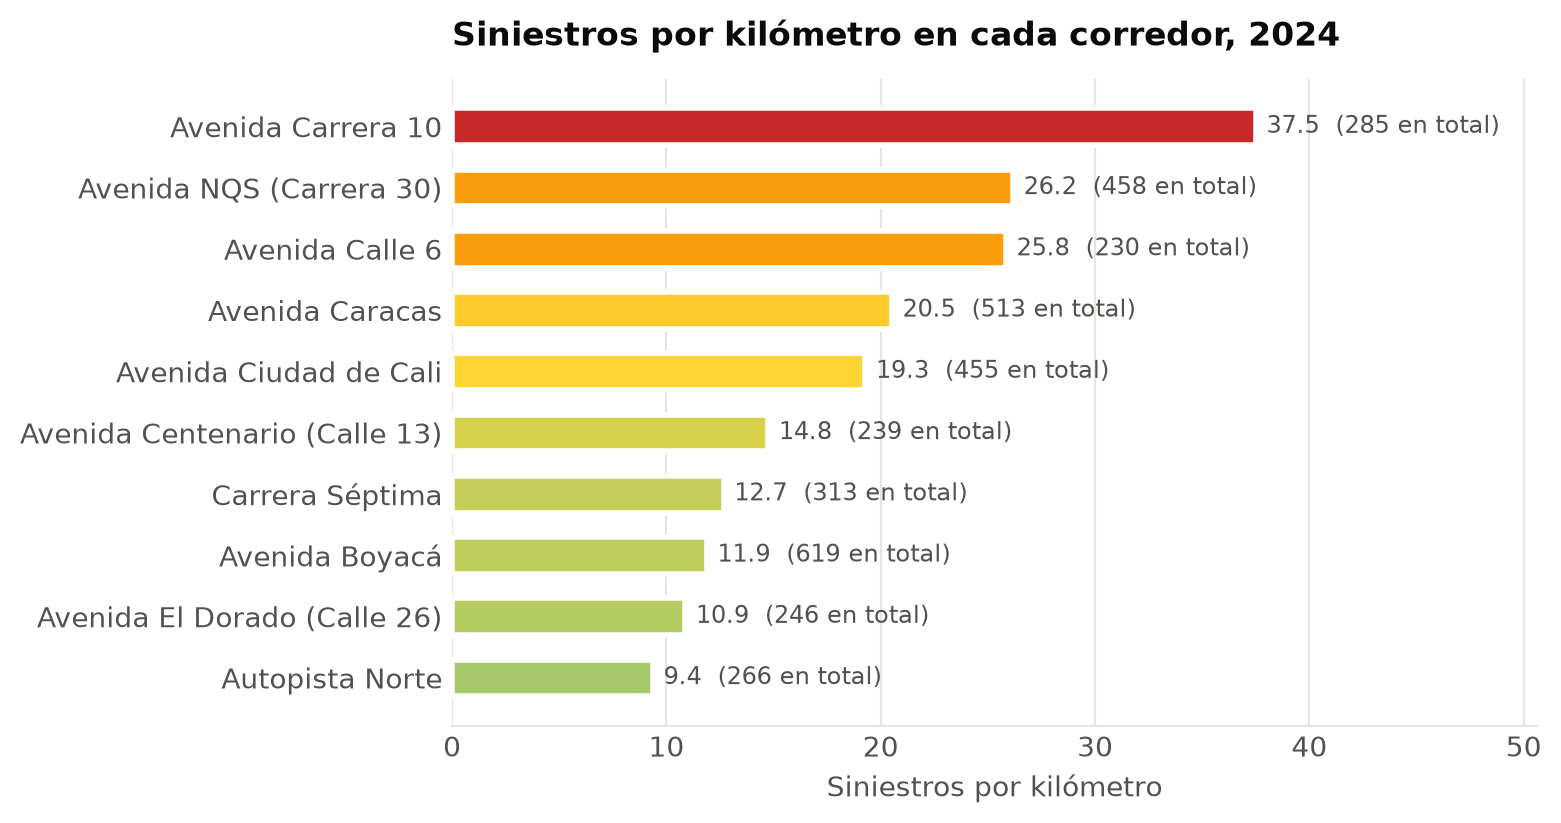 Siniestros por kilómetro en cada corredor, 2024
Avenida Carrera 10 37.5 (285 en total)
Avenida NQS (Carrera 30) 26.2 (458 en total)
Avenida Calle 6 25.8 (230 en total)
Avenida Caracas 20.5 (513 en total)
Avenida Ciudad de Cali 19.3 (455 en total)
Avenida Centenario (Calle 13) 14.8 (239 en total)
Carrera Séptima 12.7 (313 en total)
Avenida Boyacá 11.9 (619 en total)
Avenida El Dorado (Calle 26) 10.9 (246 en total)
Autopista Norte 9.4 (266 en total)
0 10 20 30 40 50
Siniestros por kilómetro